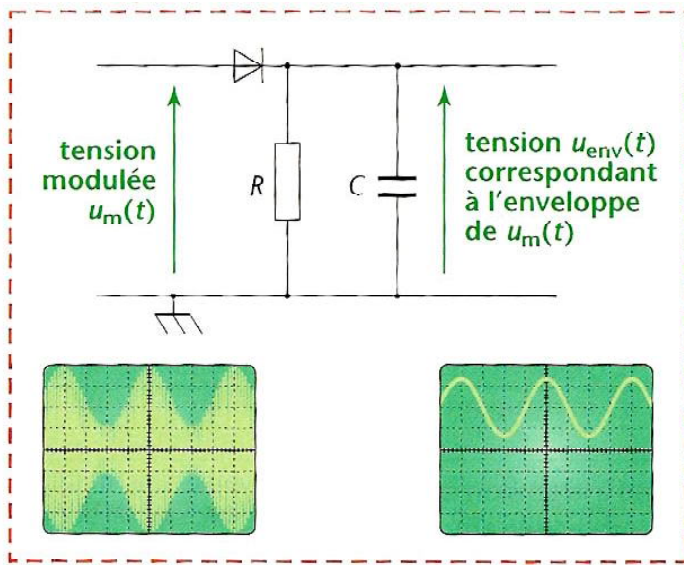 tension
modulée
u_m(t)
R
C
tension u_env(t)
correspondant
à l'enveloppe
de u_m(t)